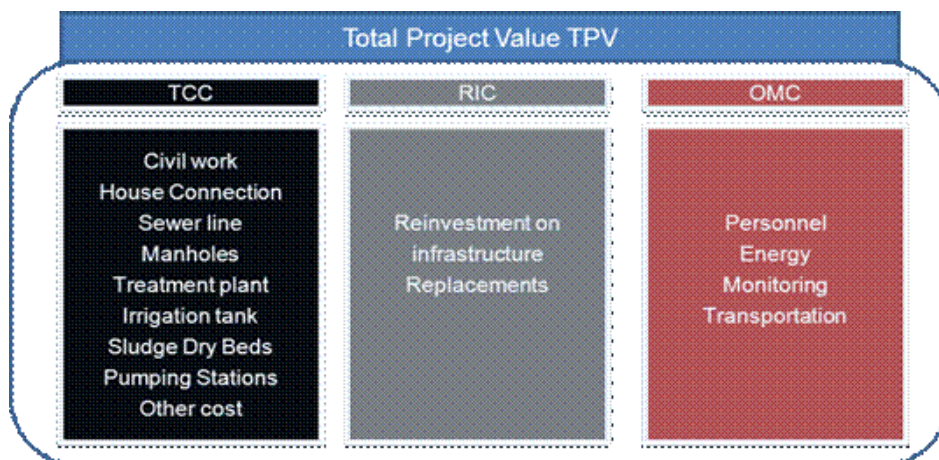 Total Project Value TPV
TCC
Civil work
House Connection
Sewer line
Manholes
Treatment plant
Irrigation tank
Sludge Dry Beds
Pumping Stations
Other cost
RIC
Reinvestment on
infrastructure
Replacements
OMC
Personnel
Energy
Monitoring
Transportation